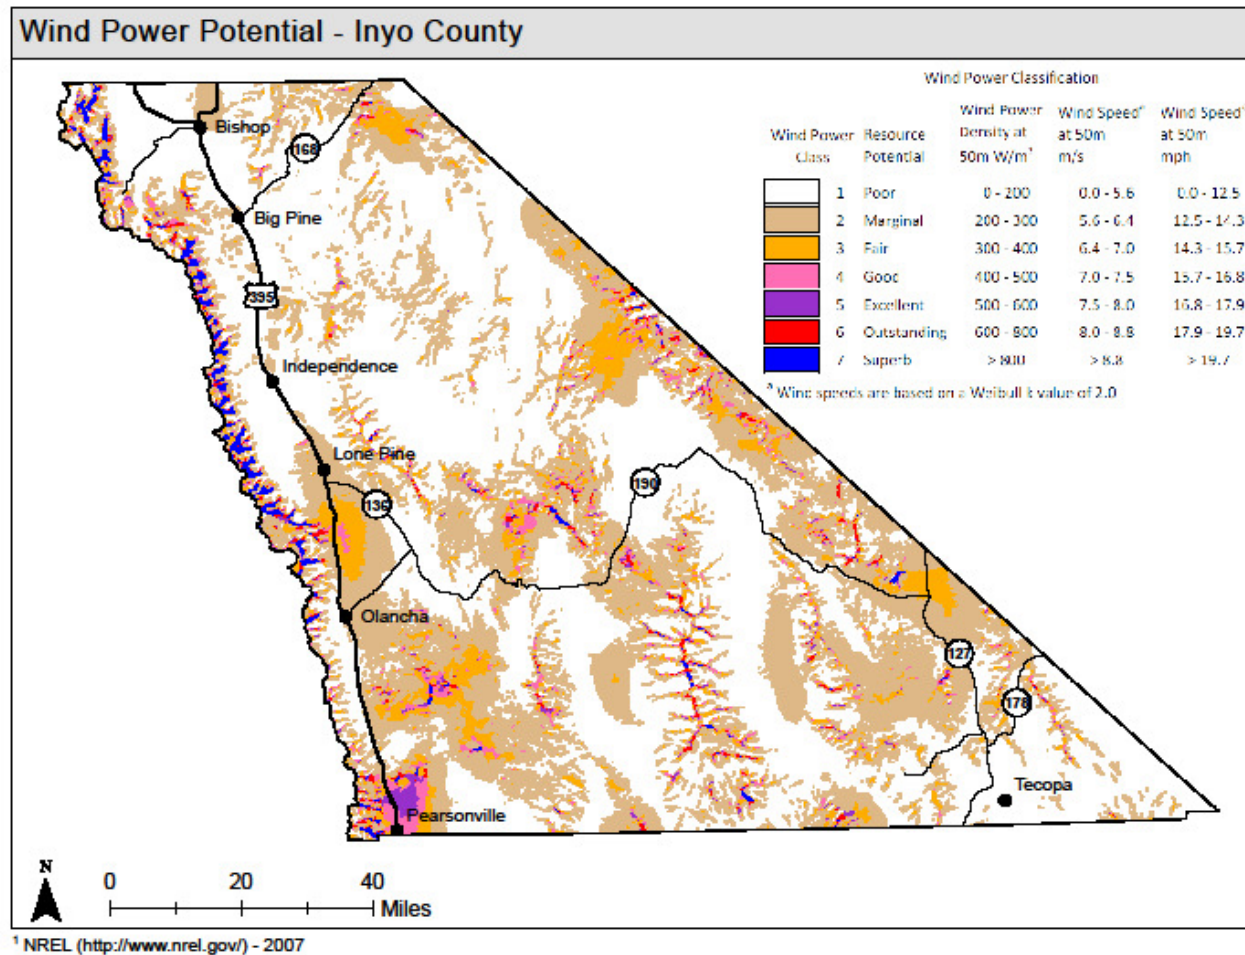 Wind Power Potential - Inyo County
Wind Power Classification
Wind Power Class Resource Potential Wind Power Density at 50m W/m² Wind Speedª at 50m m/s Wind Speedª at 50m mph
1 Poor 0 - 200 0.0 - 5.6 0.0 - 12.5
2 Marginal 200 - 300 5.6 - 6.4 12.5 - 14.3
3 Fair 300 - 400 6.4 - 7.0 14.3 - 15.7
4 Good 400 - 500 7.0 - 7.5 15.7 - 16.8
5 Excellent 500 - 600 7.5 - 8.0 16.8 - 17.9
6 Outstanding 600 - 800 8.0 - 8.8 17.9 - 19.7
7 Superb > 800 > 8.8 > 19.7
ª Wind speeds are based on a Weibull k value of 2.0
Bishop
168
Big Pine
395
Independence
Lone Pine
190
136
Olancha
127
178
Tecopa
Pearsonville
N
0 20 40
Miles
¹ NREL (http://www.nrel.gov/) - 2007